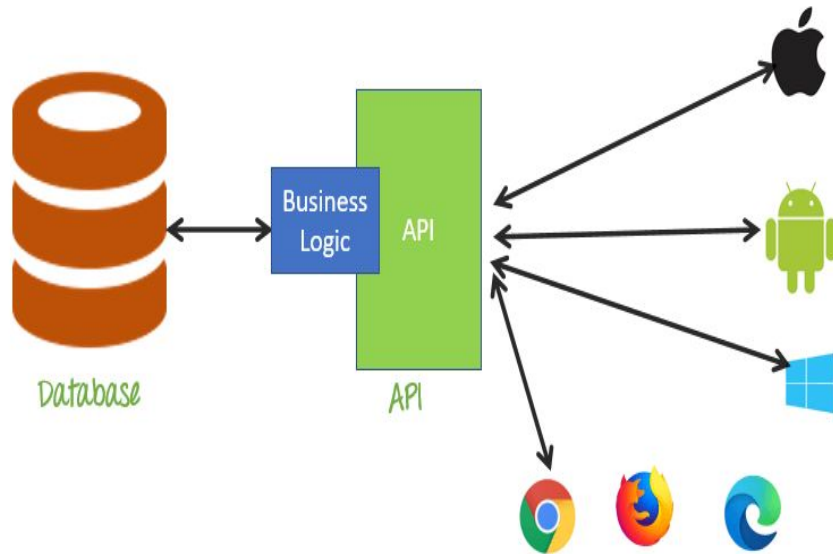 Business
Logic
API
Database
API